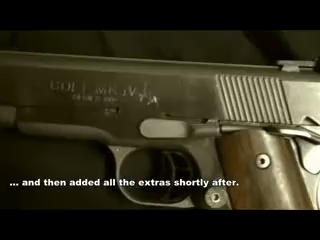 COLT MK IV
... and then added all the extras shortly after.